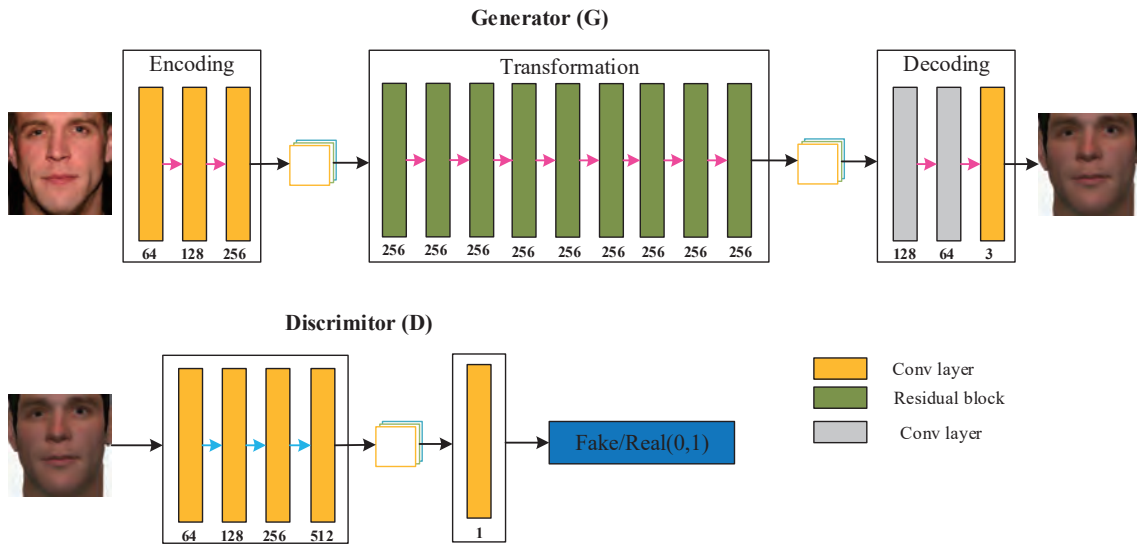 Generator (G)
Encoding
Transformation
Decoding
64 128 256
256 256 256 256 256 256 256 256 256
128 64 3
Discrimitor (D)
Conv layer
Residual block
Conv layer
Fake/Real(0,1)
64 128 256 512
1